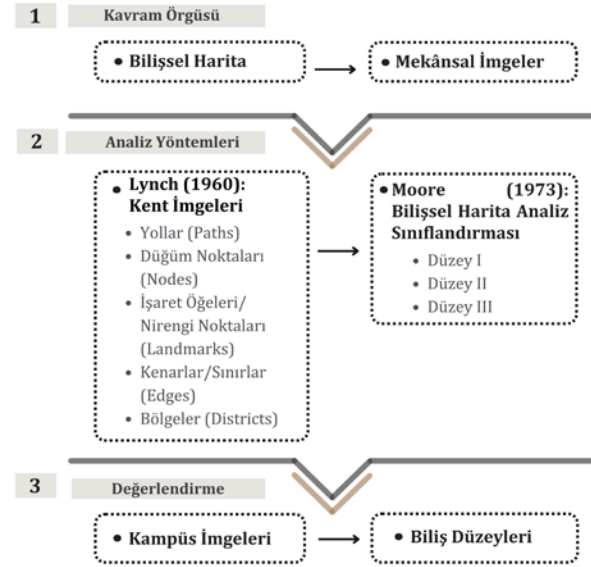 1 Kavram Örgüsü
• Bilişsel Harita
• Mekânsal İmgeler
2 Analiz Yöntemleri
• Lynch (1960):
Kent İmgeleri
• Yollar (Paths)
• Düğüm Noktaları
(Nodes)
• İşaret Öğeleri/
Nirengi Noktaları
(Landmarks)
• Kenarlar/Sınırlar
(Edges)
• Bölgeler (Districts)
• Moore (1973):
Bilişsel Harita Analiz
Sınıflandırması
• Düzey I
• Düzey II
• Düzey III
3 Değerlendirme
• Kampüs İmgeleri
• Biliş Düzeyleri